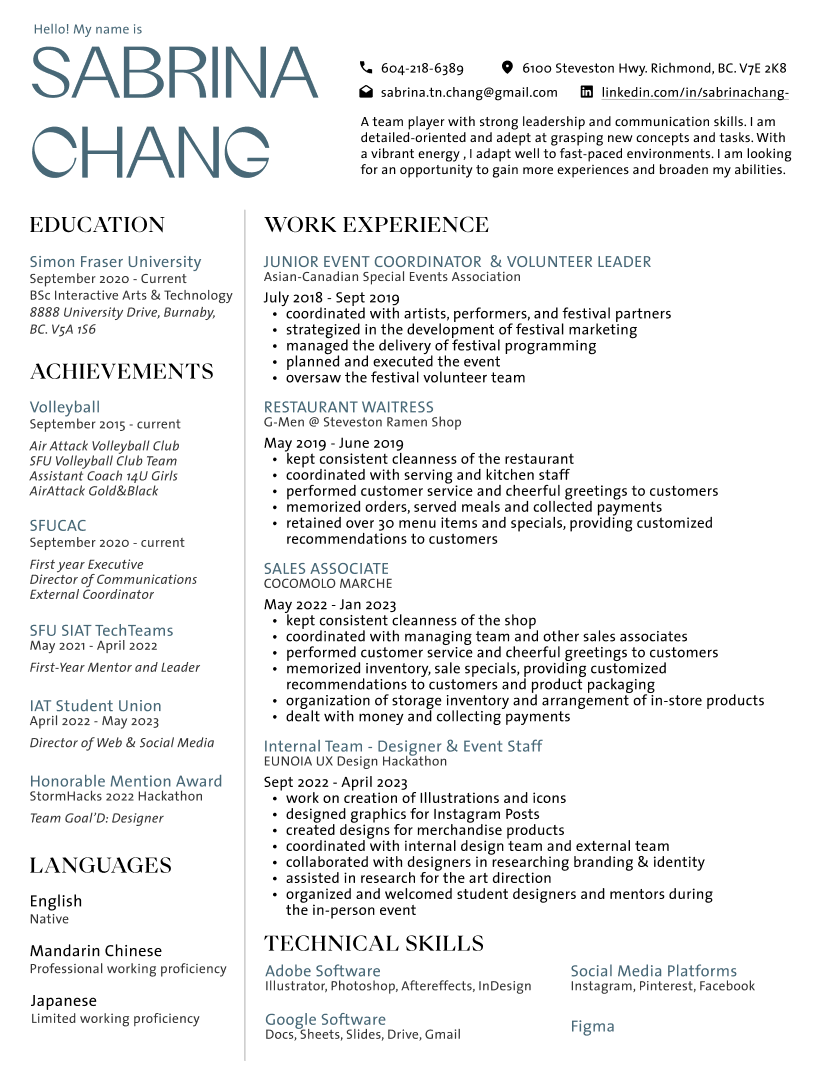 Hello! My name is
SABRINA
CHANG
604-218-6389
6100 Steveston Hwy. Richmond, BC. V7E 2K8
sabrina.tn.chang@gmail.com
linkedin.com/in/sabrinachang-
A team player with strong leadership and communication skills. I am
detailed-oriented and adept at grasping new concepts and tasks. With
a vibrant energy , I adapt well to fast-paced environments. I am looking
for an opportunity to gain more experiences and broaden my abilities.
EDUCATION
Simon Fraser University
September 2020 - Current
BSc Interactive Arts & Technology
8888 University Drive, Burnaby,
BC. V5A 1S6
ACHIEVEMENTS
Volleyball
September 2015 - current
Air Attack Volleyball Club
SFU Volleyball Club Team
Assistant Coach 14U Girls
AirAttack Gold&Black
SFUCAC
September 2020 - current
First year Executive
Director of Communications
External Coordinator
SFU SIAT TechTeams
May 2021 - April 2022
First-Year Mentor and Leader
IAT Student Union
April 2022 - May 2023
Director of Web & Social Media
Honorable Mention Award
StormHacks 2022 Hackathon
Team Goal'D: Designer
LANGUAGES
English
Native
Mandarin Chinese
Professional working proficiency
Japanese
Limited working proficiency
WORK EXPERIENCE
JUNIOR EVENT COORDINATOR & VOLUNTEER LEADER
Asian-Canadian Special Events Association
July 2018 - Sept 2019
• coordinated with artists, performers, and festival partners
• strategized in the development of festival marketing
• managed the delivery of festival programming
• planned and executed the event
• oversaw the festival volunteer team
RESTAURANT WAITRESS
G-Men @ Steveston Ramen Shop
May 2019 - June 2019
• kept consistent cleanness of the restaurant
• coordinated with serving and kitchen staff
• performed customer service and cheerful greetings to customers
• memorized orders, served meals and collected payments
• retained over 30 menu items and specials, providing customized
recommendations to customers
SALES ASSOCIATE
COCOMOLO MARCHE
May 2022 - Jan 2023
• kept consistent cleanness of the shop
• coordinated with managing team and other sales associates
• performed customer service and cheerful greetings to customers
• memorized inventory, sale specials, providing customized
recommendations to customers and product packaging
• organization of storage inventory and arrangement of in-store products
• dealt with money and collecting payments
Internal Team - Designer & Event Staff
EUNOIA UX Design Hackathon
Sept 2022 - April 2023
• work on creation of Illustrations and icons
• designed graphics for Instagram Posts
• created designs for merchandise products
• coordinated with internal design team and external team
• collaborated with designers in researching branding & identity
• assisted in research for the art direction
• organized and welcomed student designers and mentors during
the in-person event
TECHNICAL SKILLS
Adobe Software
Illustrator, Photoshop, Aftereffects, InDesign
Social Media Platforms
Instagram, Pinterest, Facebook
Google Software
Docs, Sheets, Slides, Drive, Gmail
Figma